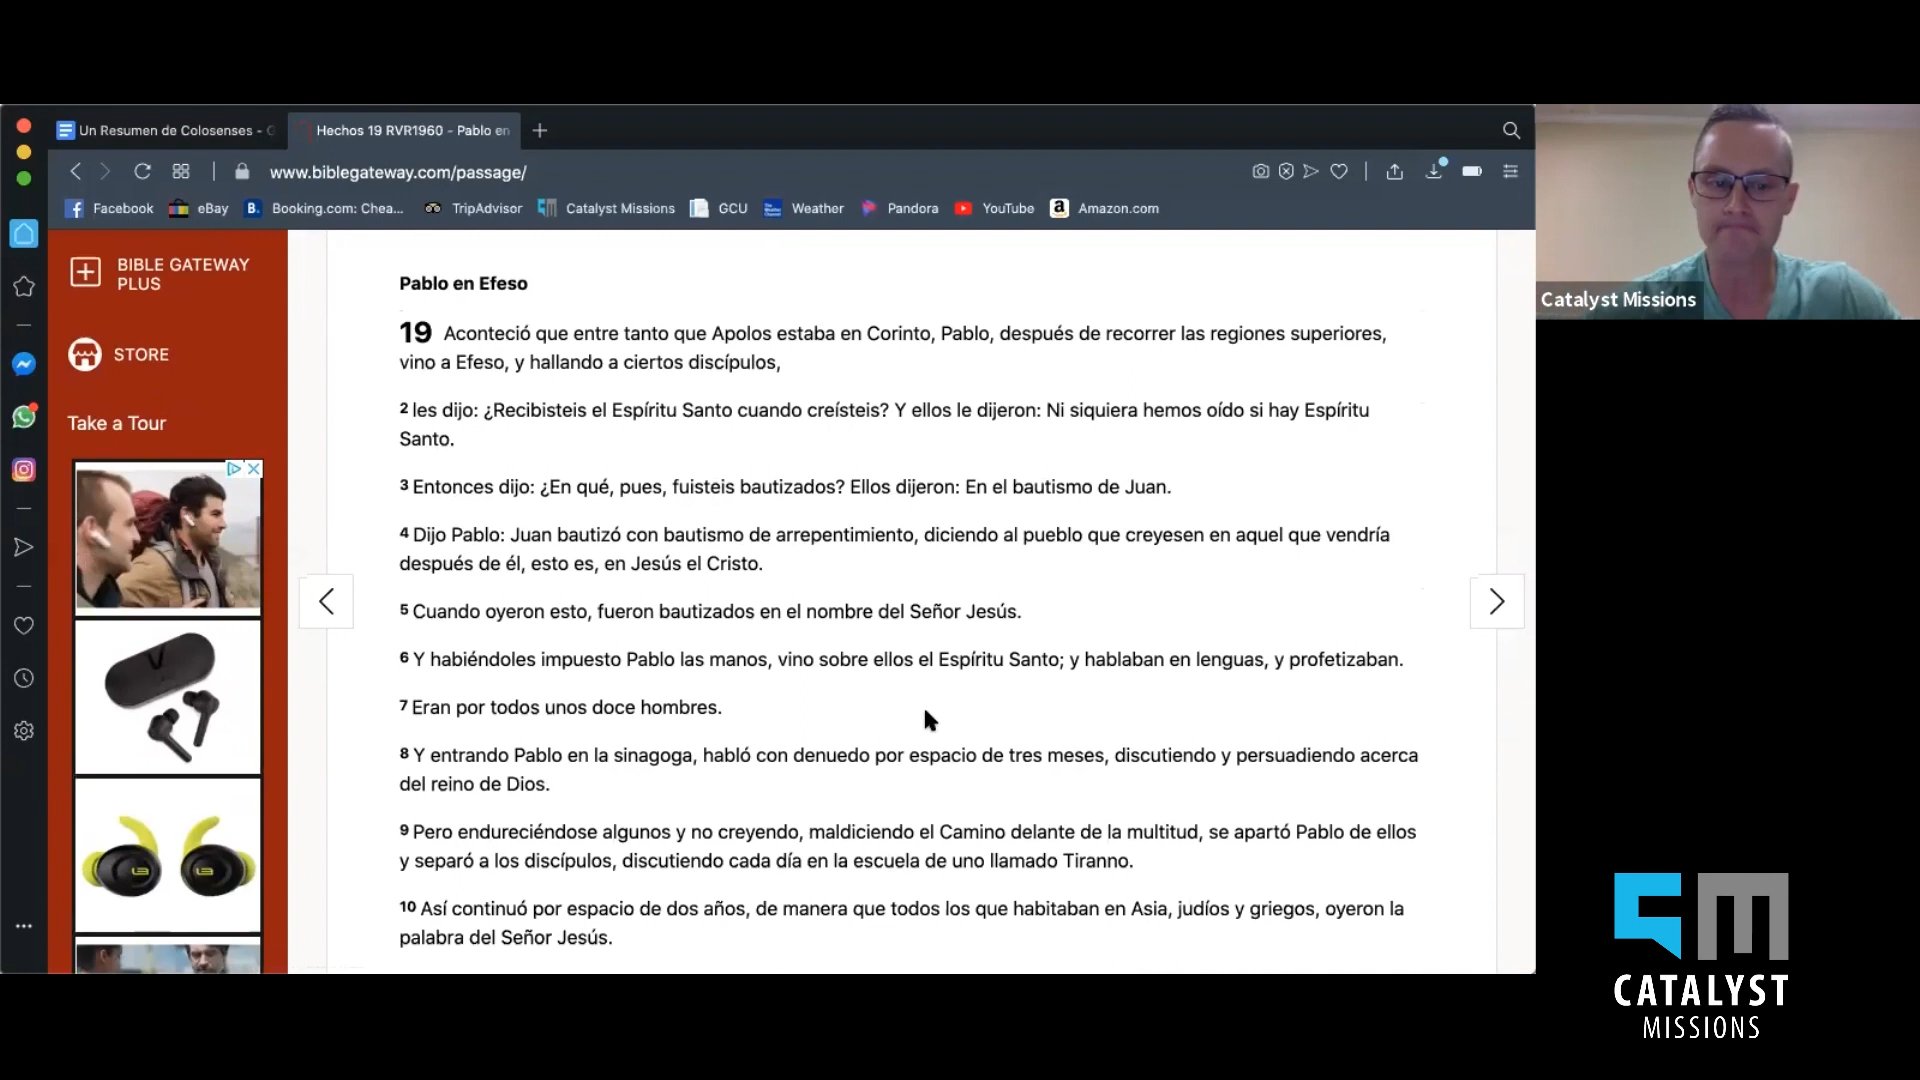 Un Resumen de Colosenses - G
Hechos 19 RVR1960 - Pablo en
www.biblegateway.com/passage/
Facebook eBay Booking.com: Chea... TripAdvisor Catalyst Missions GCU Weather Pandora YouTube Amazon.com
BIBLE GATEWAY
PLUS
STORE
Take a Tour
Pablo en Efeso
19 Aconteció que entre tanto que Apolos estaba en Corinto, Pablo, después de recorrer las regiones superiores,
vino a Efeso, y hallando a ciertos discípulos,
2 les dijo: ¿Recibisteis el Espíritu Santo cuando creísteis? Y ellos le dijeron: Ni siquiera hemos oído si hay Espíritu
Santo.
3 Entonces dijo: ¿En qué, pues, fuisteis bautizados? Ellos dijeron: En el bautismo de Juan.
4 Dijo Pablo: Juan bautizó con bautismo de arrepentimiento, diciendo al pueblo que creyesen en aquel que vendría
después de él, esto es, en Jesús el Cristo.
5 Cuando oyeron esto, fueron bautizados en el nombre del Señor Jesús.
6 Y habiéndoles impuesto Pablo las manos, vino sobre ellos el Espíritu Santo; y hablaban en lenguas, y profetizaban.
7 Eran por todos unos doce hombres.
8 Y entrando Pablo en la sinagoga, habló con denuedo por espacio de tres meses, discutiendo y persuadiendo acerca
del reino de Dios.
9 Pero endureciéndose algunos y no creyendo, maldiciendo el Camino delante de la multitud, se apartó Pablo de ellos
y separó a los discípulos, discutiendo cada día en la escuela de uno llamado Tiranno.
10 Así continuó por espacio de dos años, de manera que todos los que habitaban en Asia, judíos y griegos, oyeron la
palabra del Señor Jesús.
Catalyst Missions
CATALYST
MISSIONS